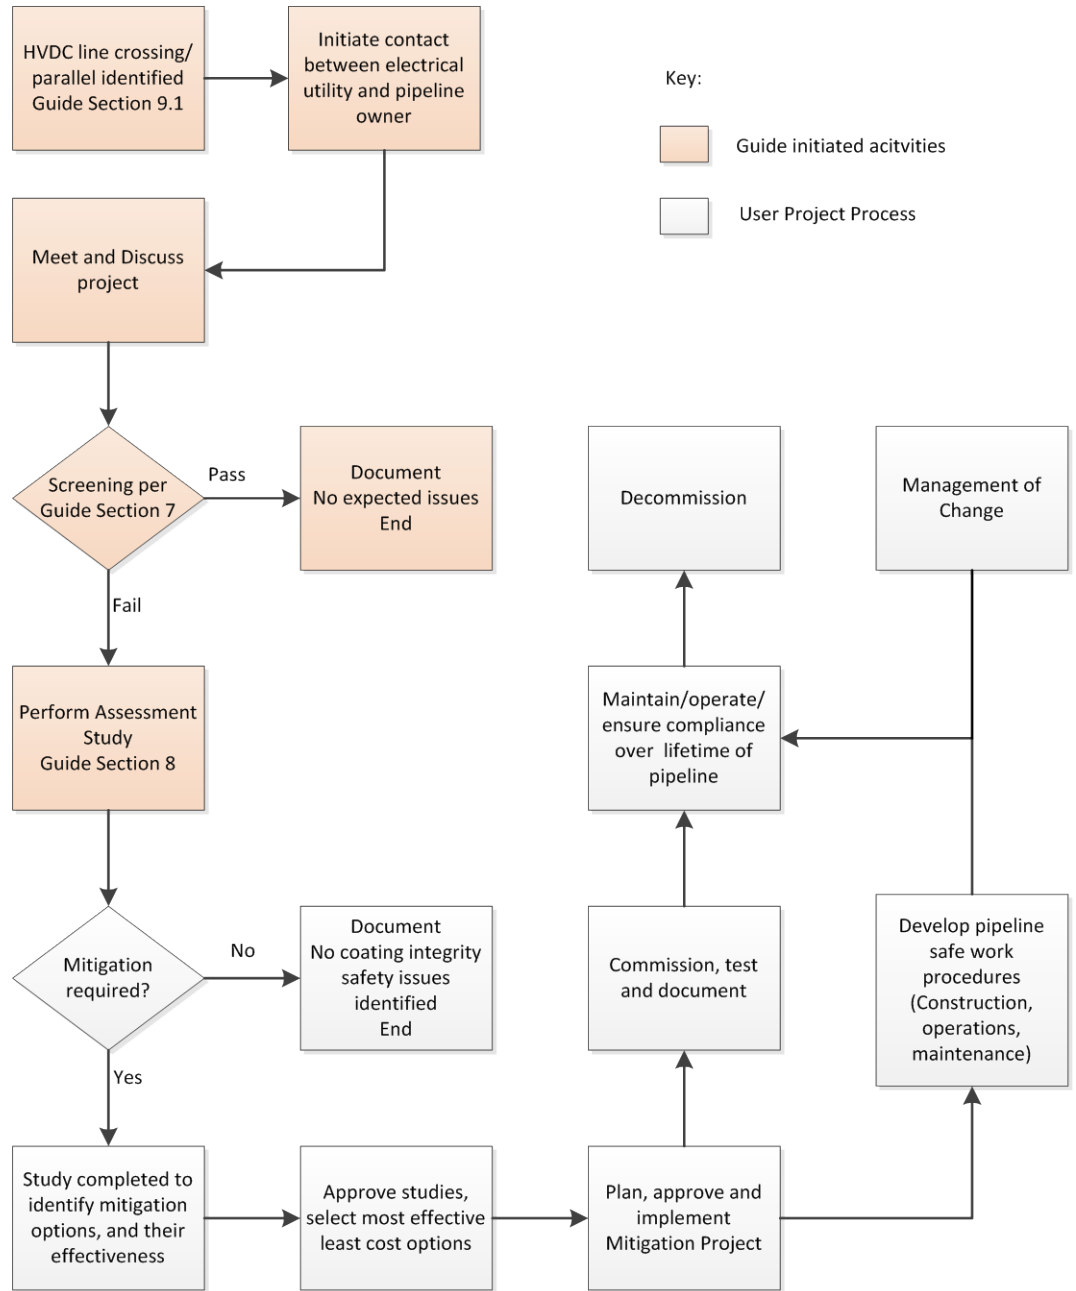 HVDC line crossing/
parallel identified
Guide Section 9.1
Initiate contact
between electrical
utility and pipeline
owner
Key:
Guide initiated acitvities
User Project Process
Meet and Discuss
project
Screening per
Guide Section 7
Pass
Document
No expected issues
End
Decommission
Management of
Change
Fail
Perform Assessment
Study
Guide Section 8
Maintain/operate/
ensure compliance
over lifetime of
pipeline
Mitigation
required?
No
Document
No coating integrity
safety issues
identified
End
Commission, test
and document
Develop pipeline
safe work
procedures
(Construction,
operations,
maintenance)
Yes
Study completed to
identify mitigation
options, and their
effectiveness
Approve studies,
select most effective
least cost options
Plan, approve and
implement
Mitigation Project